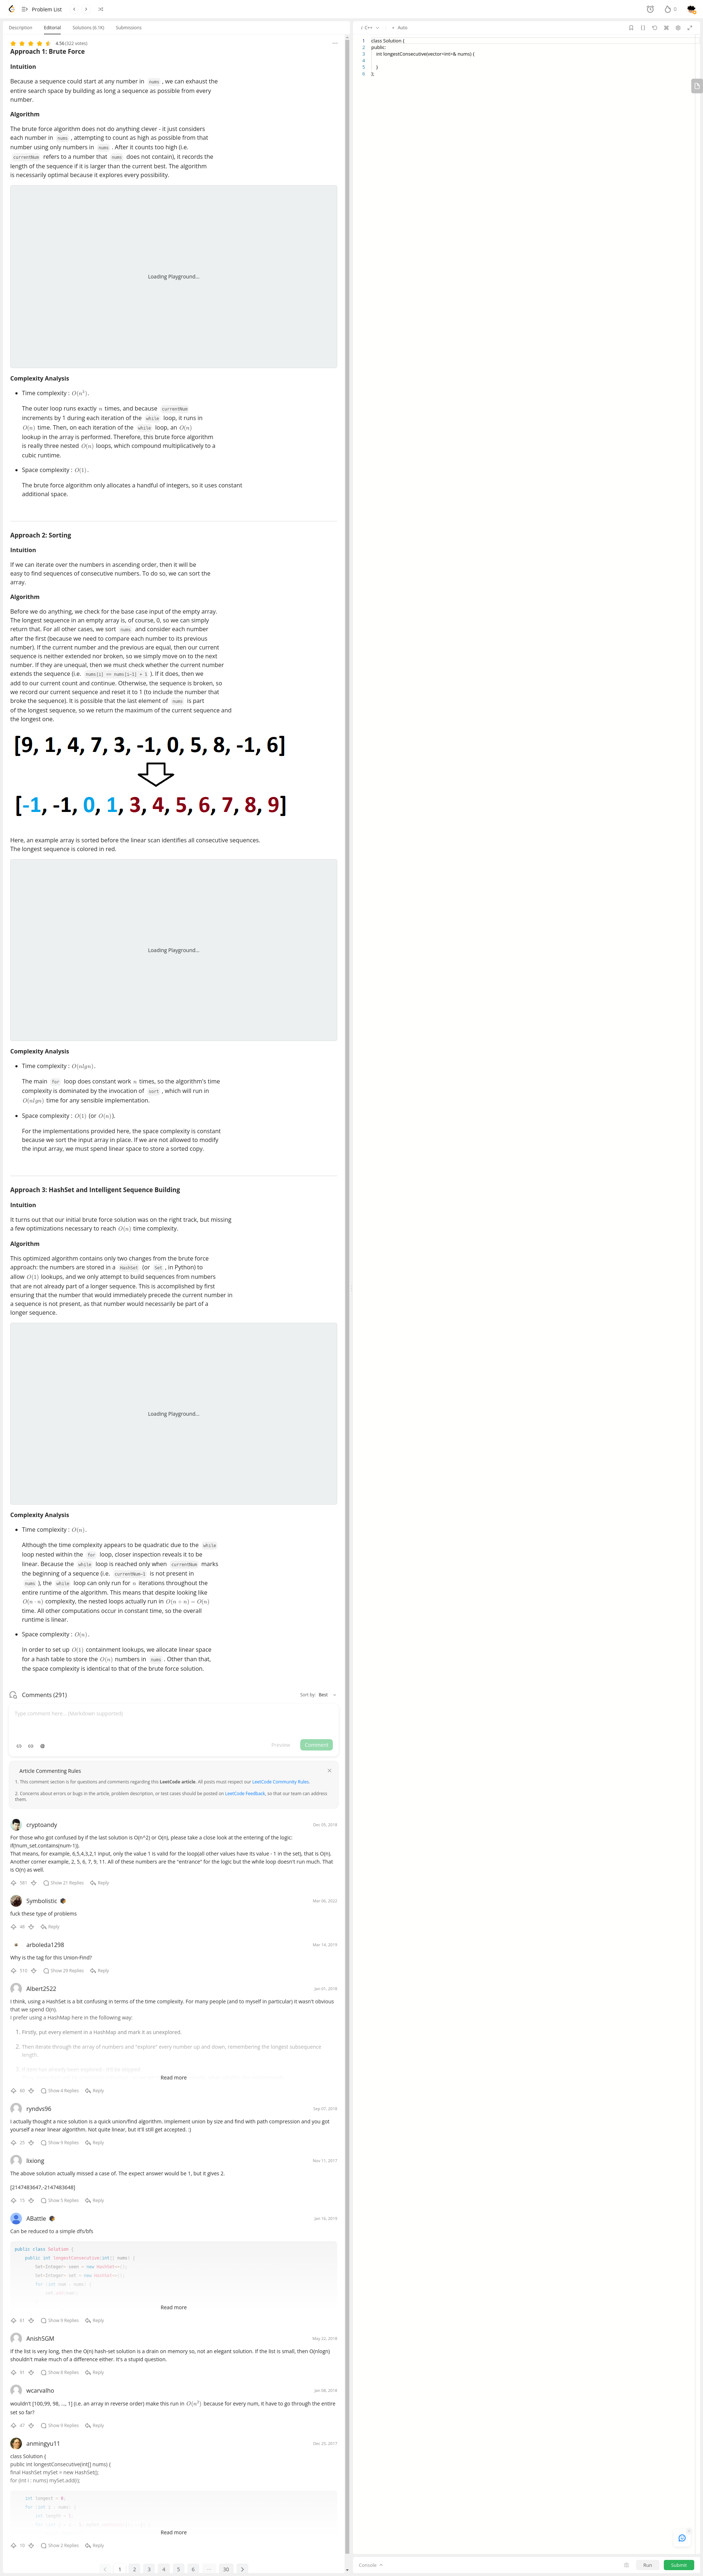 Problem List
0
Description
Editorial
Solutions (6.1K)
Submissions
4.56 (322 votes)
Approach 1: Brute Force
Intuition
Because a sequence could start at any number in nums , we can exhaust the
entire search space by building as long a sequence as possible from every
number.
Algorithm
The brute force algorithm does not do anything clever - it just considers
each number in nums , attempting to count as high as possible from that
number using only numbers in nums . After it counts too high (i.e.
currentNum refers to a number that nums does not contain), it records the
length of the sequence if it is larger than the current best. The algorithm
is necessarily optimal because it explores every possibility.
Loading Playground...
Complexity Analysis
• Time complexity : O(n³).
The outer loop runs exactly n times, and because currentNum
increments by 1 during each iteration of the while loop, it runs in
O(n) time. Then, on each iteration of the while loop, an O(n)
lookup in the array is performed. Therefore, this brute force algorithm
is really three nested O(n) loops, which compound multiplicatively to a
cubic runtime.
• Space complexity : O(1).
The brute force algorithm only allocates a handful of integers, so it uses constant
additional space.
Approach 2: Sorting
Intuition
If we can iterate over the numbers in ascending order, then it will be
easy to find sequences of consecutive numbers. To do so, we can sort the
array.
Algorithm
Before we do anything, we check for the base case input of the empty array.
The longest sequence in an empty array is, of course, 0, so we can simply
return that. For all other cases, we sort nums and consider each number
after the first (because we need to compare each number to its previous
number). If the current number and the previous are equal, then our current
sequence is neither extended nor broken, so we simply move on to the next
number. If they are unequal, then we must check whether the current number
extends the sequence (i.e. nums[i] == nums[i-1] + 1 ). If it does, then we
add to our current count and continue. Otherwise, the sequence is broken, so
we record our current sequence and reset it to 1 (to include the number that
broke the sequence). It is possible that the last element of nums is part
of the longest sequence, so we return the maximum of the current sequence and
the longest one.
[9, 1, 4, 7, 3, -1, 0, 5, 8, -1, 6]
[-1, -1, 0, 1, 3, 4, 5, 6, 7, 8, 9]
Here, an example array is sorted before the linear scan identifies all consecutive sequences.
The longest sequence is colored in red.
Loading Playground...
Complexity Analysis
• Time complexity : O(nlgn).
The main for loop does constant work n times, so the algorithm's time
complexity is dominated by the invocation of sort , which will run in
O(nlgn) time for any sensible implementation.
• Space complexity : O(1) (or O(n)).
For the implementations provided here, the space complexity is constant
because we sort the input array in place. If we are not allowed to modify
the input array, we must spend linear space to store a sorted copy.
Approach 3: HashSet and Intelligent Sequence Building
Intuition
It turns out that our initial brute force solution was on the right track, but missing
a few optimizations necessary to reach O(n) time complexity.
Algorithm
This optimized algorithm contains only two changes from the brute force
approach: the numbers are stored in a HashSet (or Set , in Python) to
allow O(1) lookups, and we only attempt to build sequences from numbers
that are not already part of a longer sequence. This is accomplished by first
ensuring that the number that would immediately precede the current number in
a sequence is not present, as that number would necessarily be part of a
longer sequence.
Loading Playground...
Complexity Analysis
• Time complexity : O(n).
Although the time complexity appears to be quadratic due to the while
loop nested within the for loop, closer inspection reveals it to be
linear. Because the while loop is reached only when currentNum marks
the beginning of a sequence (i.e. currentNum-1 is not present in
nums ), the while loop can only run for n iterations throughout the
entire runtime of the algorithm. This means that despite looking like
O(n · n) complexity, the nested loops actually run in O(n + n) = O(n)
time. All other computations occur in constant time, so the overall
runtime is linear.
• Space complexity : O(n).
In order to set up O(1) containment lookups, we allocate linear space
for a hash table to store the O(n) numbers in nums . Other than that,
the space complexity is identical to that of the brute force solution.
Comments (291)
Sort by: Best
Type comment here... (Markdown supported)
Preview
Comment
Article Commenting Rules
1. This comment section is for questions and comments regarding this LeetCode article. All posts must respect our LeetCode Community Rules.
2. Concerns about errors or bugs in the article, problem description, or test cases should be posted on LeetCode Feedback, so that our team can address
them.
cryptoandy
Dec 05, 2018
For those who got confused by if the last solution is O(n^2) or O(n), please take a close look at the entering of the logic:
if(!num_set.contains(num-1)).
That means, for example, 6,5,4,3,2,1 input, only the value 1 is valid for the loop(all other values have its value - 1 in the set), that is O(n).
Another corner example, 2, 5, 6, 7, 9, 11. All of these numbers are the "entrance" for the logic but the while loop doesn't run much. That
is O(n) as well.
581
Show 21 Replies
Reply
Symbolistic
Mar 06, 2022
fuck these type of problems
48
Reply
arboleda1298
Mar 14, 2019
Why is the tag for this Union-Find?
Show 29 Replies
Reply
Albert2522
Jan 01, 2018
I think, using a HashSet is a bit confusing in terms of the time complexity. For many people (and to myself in particular) it wasn't obvious
that we spend O(n).
I prefer using a HashMap here in the following way:
1. Firstly, put every element in a HashMap and mark it as unexplored.
2. Then iterate through the array of numbers and "explore" every number up and down, remembering the longest subsequence
length.
Read more
60
Show 4 Replies
Reply
ryndvs96
Sep 07, 2018
I actually thought a nice solution is a quick union/find algorithm. Implement union by size and find with path compression and you got
yourself a near linear algorithm. Not quite linear, but it'll still get accepted. :)
25
Show 9 Replies
Reply
lixiong
Nov 11, 2017
The above solution actually missed a case of. The expect answer would be 1, but it gives 2.
[2147483647,-2147483648]
15
Show 5 Replies
Reply
ABattle
Jan 16, 2019
Can be reduced to a simple dfs/bfs
public class Solution {
public int longestConsecutive(int[] nums) {
Set<Integer> seen = new HashSet<>();
Set<Integer> set = new HashSet<>();
for (int num : nums) {
Read more
61
Show 9 Replies
Reply
AnishSGM
May 22, 2018
If the list is very long, then the O(n) hash-set solution is a drain on memory so, not an elegant solution. If the list is small, then O(nlogn)
shouldn't make much of a difference either. It's a stupid question.
41
Show 8 Replies
Reply
wcarvalho
Jan 08, 2018
wouldn't [100,99, 98, ..., 1] (i.e. an array in reverse order) make this run in O(n²) because for every num, it have to go through the entire
set so far?
47
Show 9 Replies
Reply
anmingyu11
Dec 25, 2017
class Solution {
public int longestConsecutive(int[] nums) {
final HashSet mySet = new HashSet();
for (int i : nums) mySet.add(i);
int longest = 0;
for (int i : nums) {
int length = 1;
Read more
10
Show 2 Replies
Reply
1
2
3
4
5
6
...
30
C++
Auto
1 class Solution {
2 public:
3 int longestConsecutive(vector<int>& nums) {
4
5 }
6 };
Console
Run
Submit